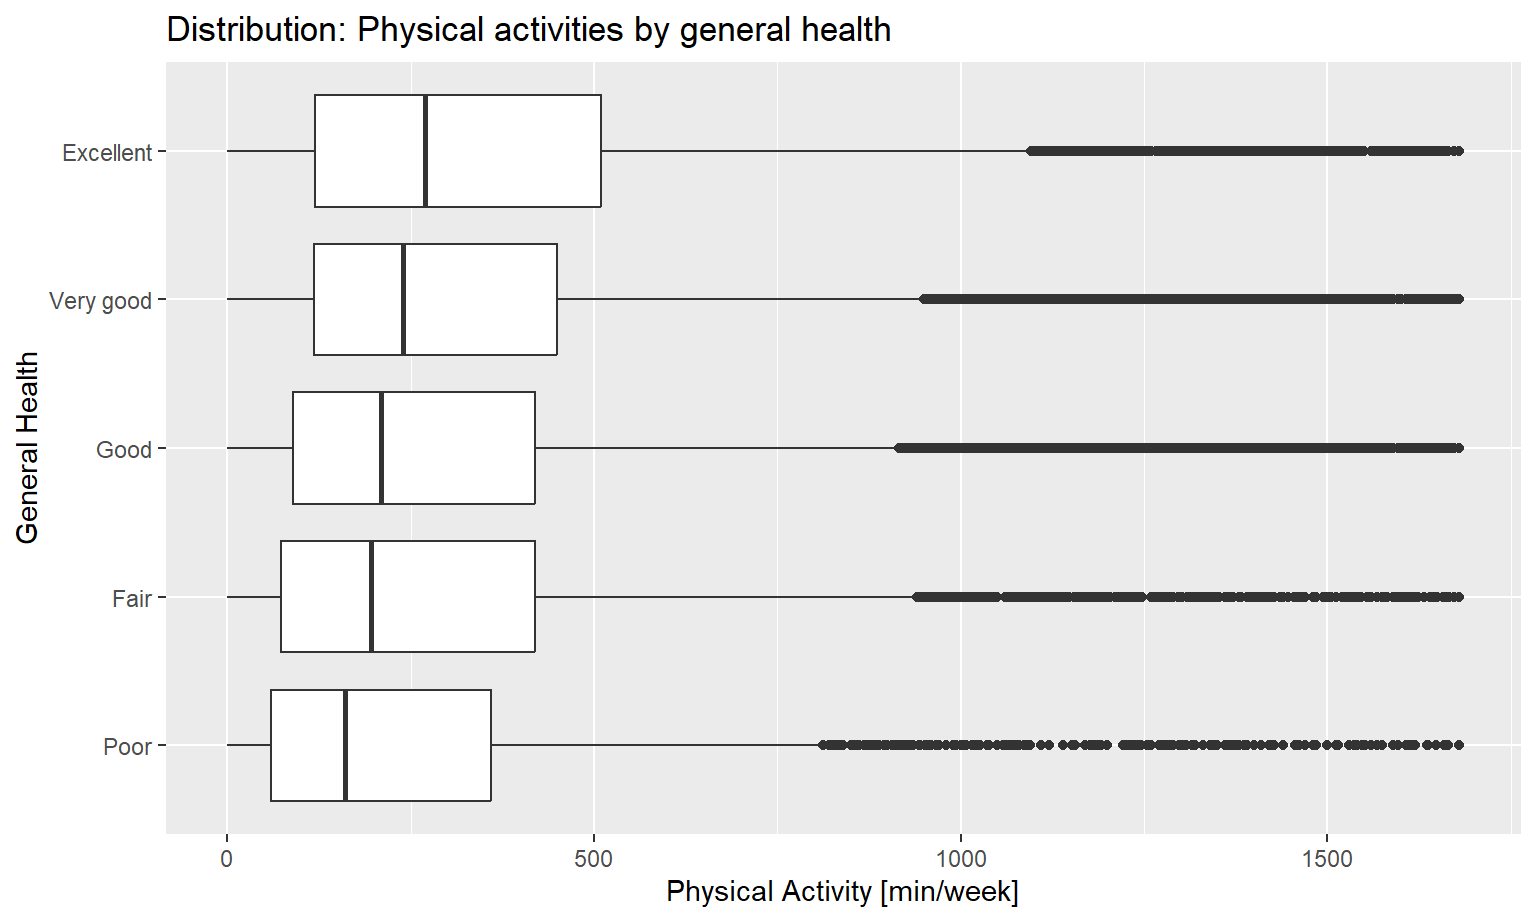 Distribution: Physical activities by general health
General Health
Excellent
Very good
Good
Fair
Poor
0 500 1000 1500
Physical Activity [min/week]